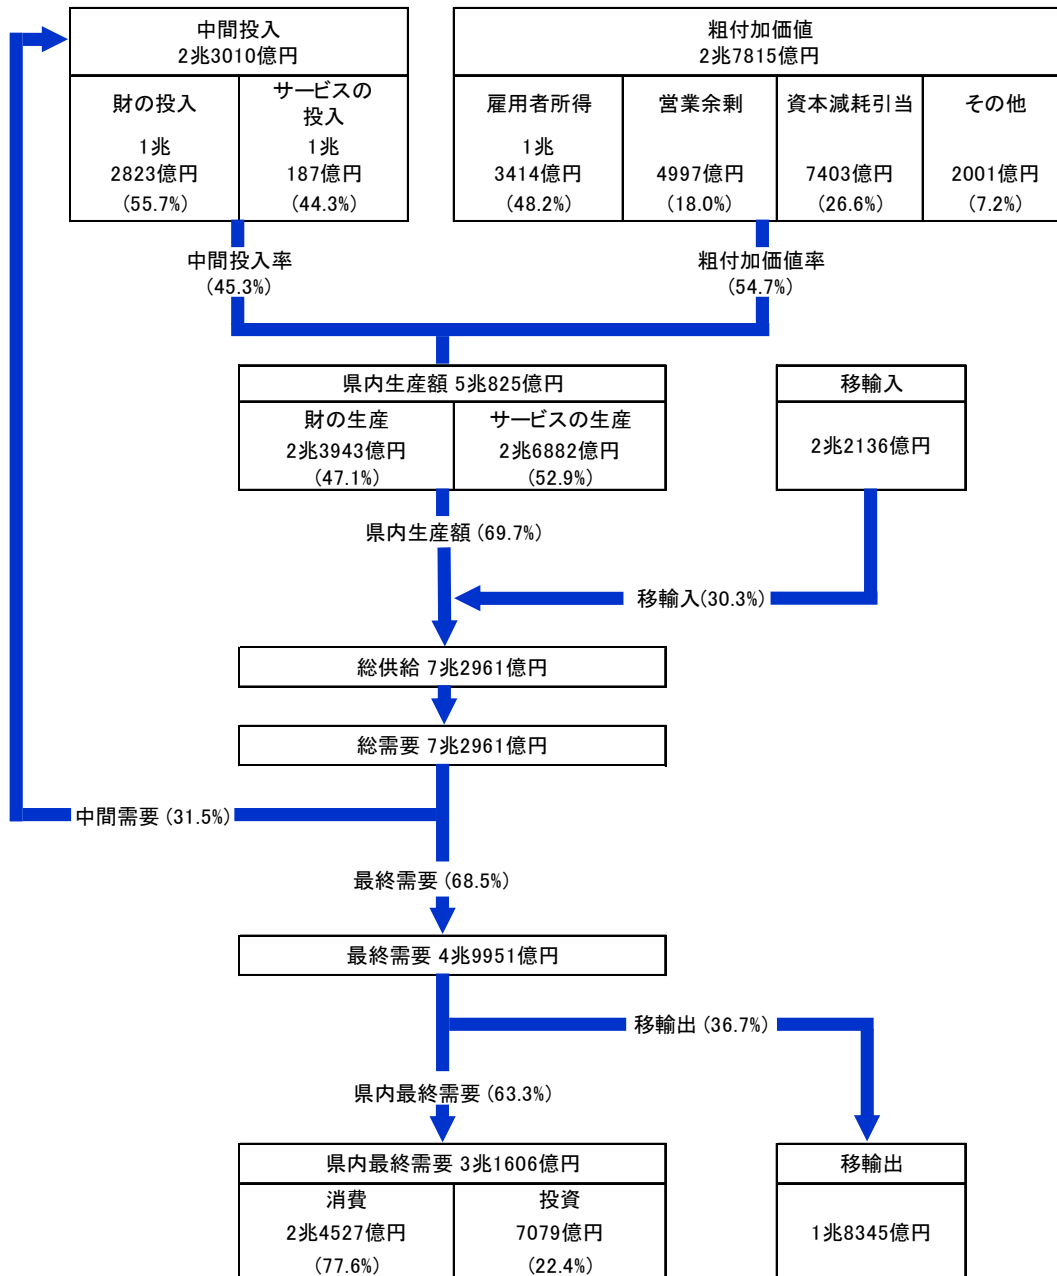 中間投入
2兆3010億円
粗付加価値
2兆7815億円
財の投入
1兆
2823億円
(55.7%)
サービスの
投入
1兆
187億円
(44.3%)
雇用者所得
1兆
3414億円
(48.2%)
営業余剰
4997億円
(18.0%)
資本減耗引当
7403億円
(26.6%)
その他
2001億円
(7.2%)
中間投入率
(45.3%)
粗付加価値率
(54.7%)
県内生産額 5兆825億円
財の生産
2兆3943億円
(47.1%)
サービスの生産
2兆6882億円
(52.9%)
移輸入
2兆2136億円
県内生産額 (69.7%)
移輸入(30.3%)
総供給 7兆2961億円
総需要 7兆2961億円
中間需要 (31.5%)
最終需要 (68.5%)
最終需要 4兆9951億円
移輸出 (36.7%)
県内最終需要 (63.3%)
県内最終需要 3兆1606億円
消費
2兆4527億円
(77.6%)
投資
7079億円
(22.4%)
移輸出
1兆8345億円